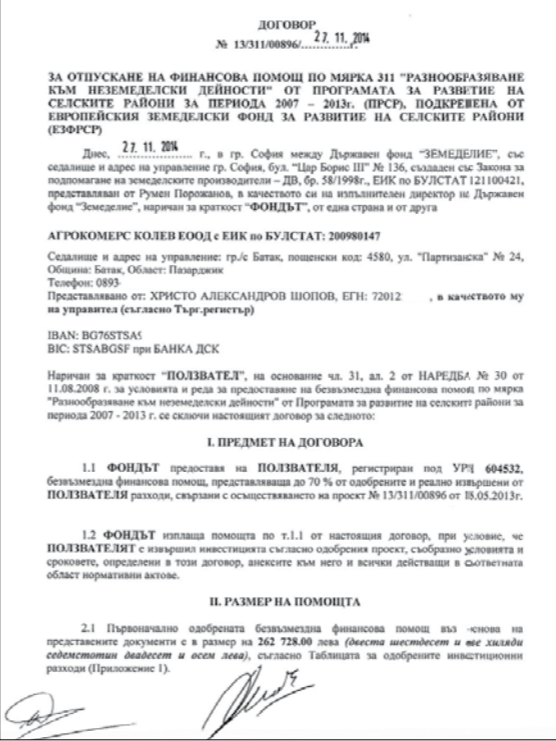 ДОГОВОР
№ 13/311/00896/ 27. 11. 2014
ЗА ОТПУСКАНЕ НА ФИНАНСОВА ПОМОЩ ПО МЯРКА 311 "РАЗНООБРАЗЯВАНЕ
КЪМ НЕЗЕМЕДЕЛСКИ ДЕЙНОСТИ" ОТ ПРОГРАМАТА ЗА РАЗВИТИЕ НА
СЕЛСКИТЕ РАЙОНИ ЗА ПЕРИОДА 2007 – 2013г. (ПРСР), ПОДКРЕПЕНА ОТ
ЕВРОПЕЙСКИЯ ЗЕМЕДЕЛСКИ ФОНД ЗА РАЗВИТИЕ НА СЕЛСКИТЕ РАЙОНИ
(ЕЗФРСР)
Днес, 27. 11. 2014 г., в гр. София между Държавен фонд “ЗЕМЕДЕЛИЕ”, със
седалище и адрес на управление гр. София, бул. “Цар Борис III” № 136, създаден със Закона за
подпомагане на земеделските производители – ДВ, бр. 58/1998г., ЕИК по БУЛСТАТ 121100421,
представляван от Румен Порожанов, в качеството си на изпълнителен директор на Държавен
фонд “Земеделие”, наричан за краткост “ФОНДЪТ”, от една страна и от друга
АГРОКОМЕРС КОЛЕВ ЕООД с ЕИК по БУЛСТАТ: 200980147
Седалище и адрес на управление: гр./с Батак, пощенски код: 4580, ул. "Партизанска" № 24,
Община: Батак, Област: Пазарджик
Телефон: 0893
Представлявано от: ХРИСТО АЛЕКСАНДРОВ ШОПОВ, ЕГН: 72012 , в качеството му
на управител (съгласно Търг.регистър)
IBAN: BG76STSA
BIC: STSABGSF при БАНКА ДСК
Наричан за краткост “ПОЛЗВАТЕЛ”, на основание чл. 31, ал. 2 от НАРЕДБА № 30 от
11.08.2008 г. за условията и реда за предоставяне на безвъзмездна финансова помощ по мярка
"Разнообразяване към неземеделски дейности" от Програмата за развитие на селските райони за
периода 2007 - 2013 г. се сключи настоящият договор за следното:
I. ПРЕДМЕТ НА ДОГОВОРА
1.1 ФОНДЪТ предоставя на ПОЛЗВАТЕЛЯ, регистриран под УРН 604532,
безвъзмездна финансова помощ, представляваща до 70 % от одобрените и реално извършени от
ПОЛЗВАТЕЛЯ разходи, свързани с осъществяването на проект № 13/311/00896 от 18.05.2013г.
1.2 ФОНДЪТ изплаща помощта по т.1.1 от настоящия договор, при условие, че
ПОЛЗВАТЕЛЯТ е извършил инвестицията съгласно одобрения проект, съобразно условията и
сроковете, определени в този договор, анексите към него и всички действащи в съответната
област нормативни актове.
II. РАЗМЕР НА ПОМОЩТА
2.1 Първоначално одобрената безвъзмездна финансова помощ въз основа на
представените документи е в размер на 262 728.00 лева (двеста шестдесет и две хиляди
седемстотин двадесет и осем лева), съгласно Таблицата за одобрените инвестиционни
разходи (Приложение 1).